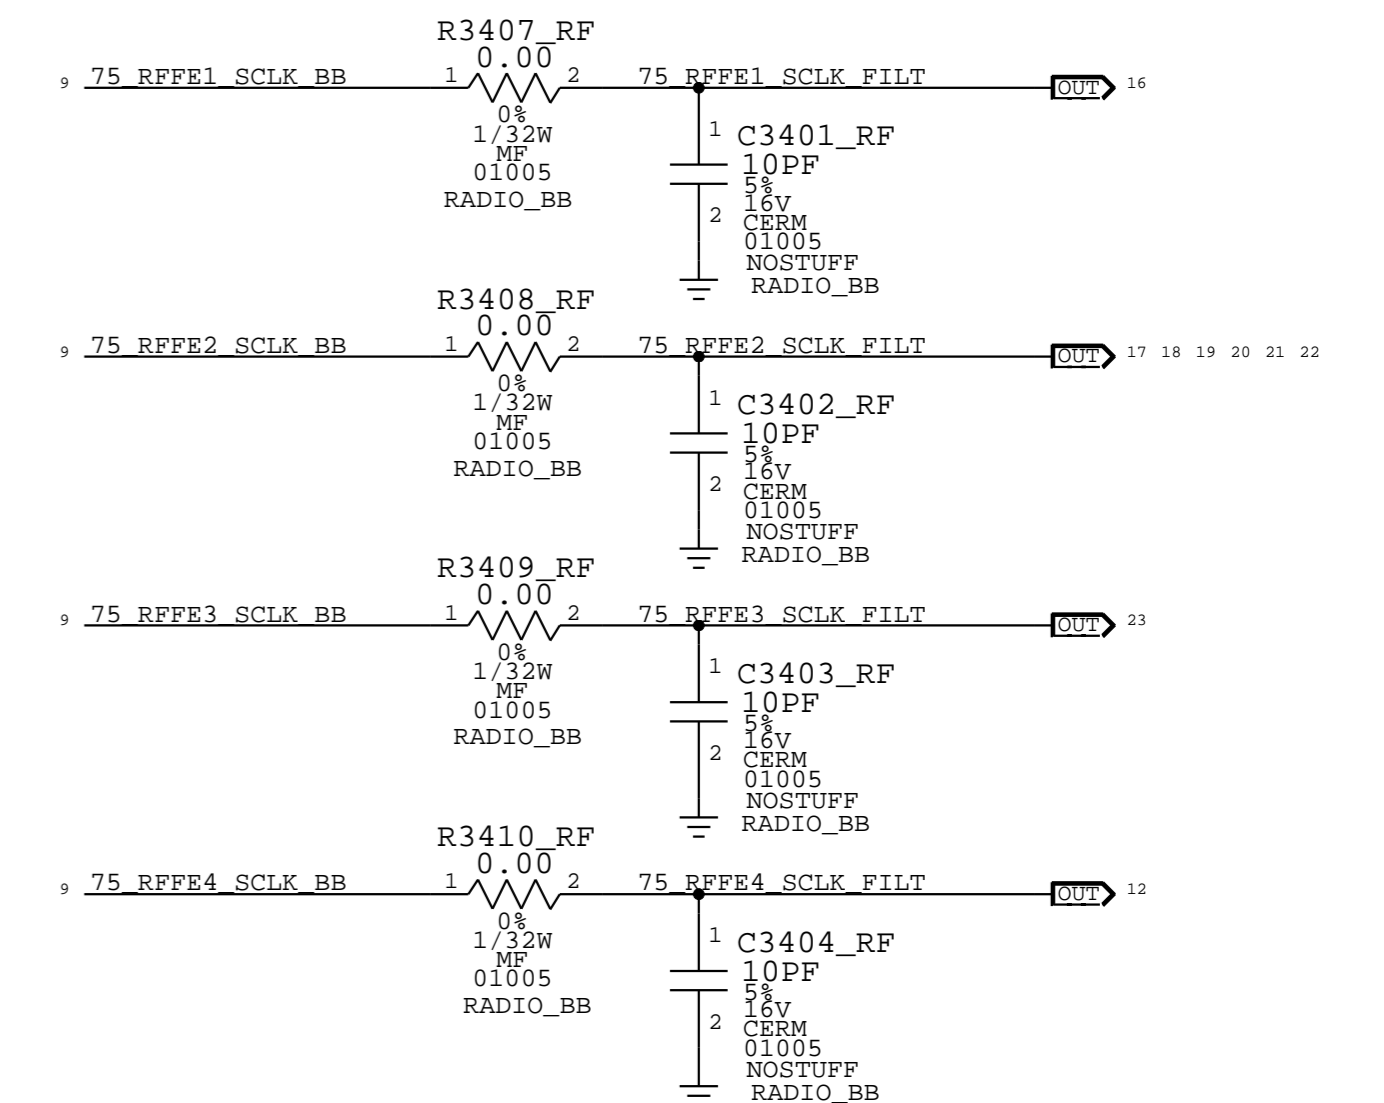 R3407_RF
0.00
9 75_RFFE1_SCLK_BB 1 2 75_RFFE1_SCLK_FILT OUT 16
0%
1/32W
MF
01005
RADIO_BB
1 C3401_RF
10PF
5%
16V
2 CERM
01005
NOSTUFF
RADIO_BB
R3408_RF
0.00
9 75_RFFE2_SCLK_BB 1 2 75_RFFE2_SCLK_FILT OUT 17 18 19 20 21 22
0%
1/32W
MF
01005
RADIO_BB
1 C3402_RF
10PF
5%
16V
2 CERM
01005
NOSTUFF
RADIO_BB
R3409_RF
0.00
9 75_RFFE3_SCLK_BB 1 2 75_RFFE3_SCLK_FILT OUT 23
0%
1/32W
MF
01005
RADIO_BB
1 C3403_RF
10PF
5%
16V
2 CERM
01005
NOSTUFF
RADIO_BB
R3410_RF
0.00
9 75_RFFE4_SCLK_BB 1 2 75_RFFE4_SCLK_FILT OUT 12
0%
1/32W
MF
01005
RADIO_BB
1 C3404_RF
10PF
5%
16V
2 CERM
01005
NOSTUFF
RADIO_BB